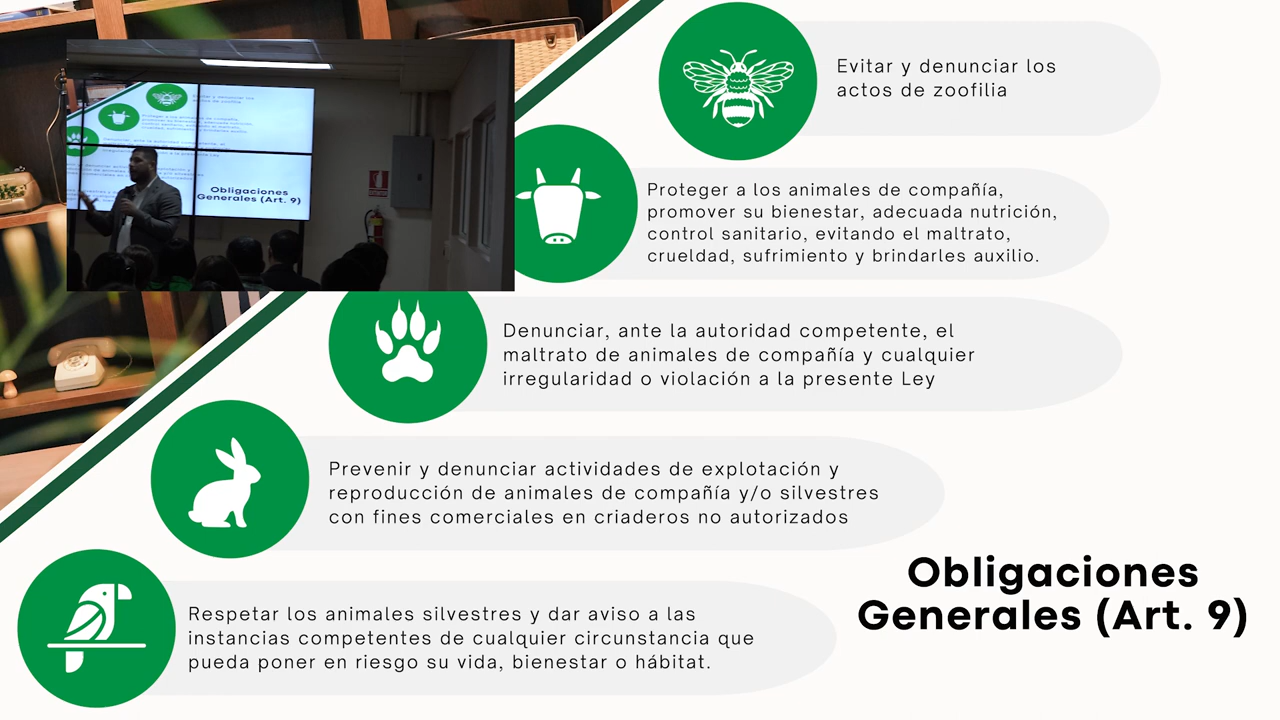 Evitar y denunciar los
actos de zoofilia
Proteger a los animales de compañía,
promover su bienestar, adecuada nutrición,
control sanitario, evitando el maltrato,
crueldad, sufrimiento y brindarles auxilio.
Denunciar, ante la autoridad competente, el
maltrato de animales de compañía y cualquier
irregularidad o violación a la presente Ley
Prevenir y denunciar actividades de explotación y
reproducción de animales de compañía y/o silvestres
con fines comerciales en criaderos no autorizados
Respetar los animales silvestres y dar aviso a las
instancias competentes de cualquier circunstancia que
pueda poner en riesgo su vida, bienestar o hábitat.
Obligaciones
Generales (Art. 9)
Obligaciones
Generales (Art. 9)